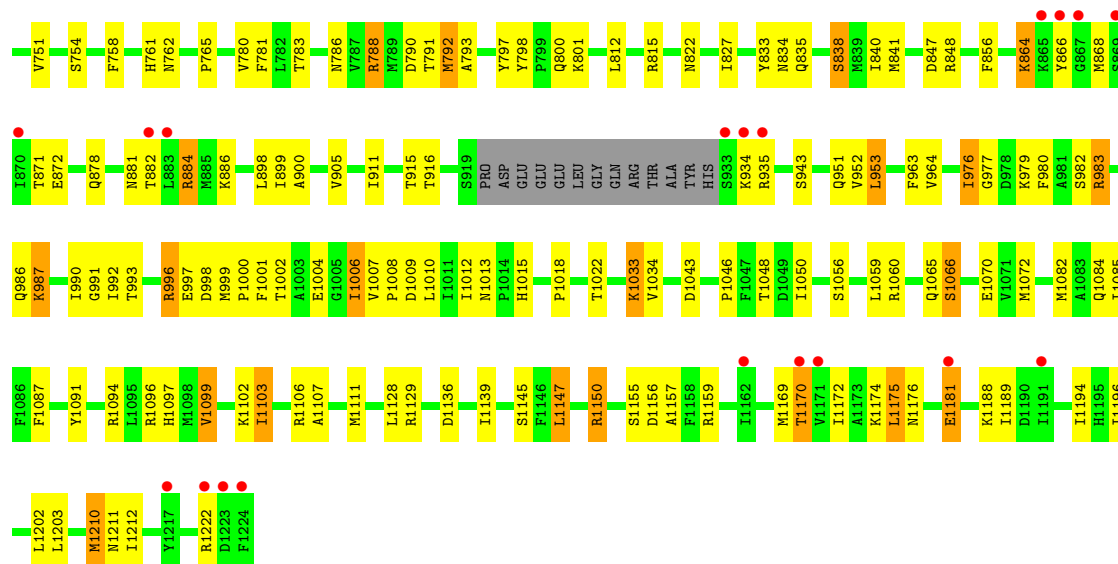 V751 S754 F758 H761 N762 P765 V780 F781 L782 T783 N786 V787 R788 M789 D790 T791 M792 A793 Y797 Y798 P799 Q800 K801 L812 R815 N822 I827 Y833 N834 Q835 S838 M839 I840 M841 D847 R848 F856 K864 K865 Y866 G867 M868 S869
I870 T871 E872 Q878 N881 T882 L883 R884 M885 K886 L898 I899 A900 V905 I911 T915 T916 S919 PRO ASP GLU GLU GLU LEU GLY GLN ARG THR ALA TYR HIS S933 K934 R935 S943 Q951 V952 L953 F963 V964 I976 G977 D978 K979 F980 A981 S982 R983
Q986 K987 I990 G991 I992 T993 R996 E997 D998 M999 P1000 F1001 T1002 A1003 E1004 G1005 I1006 V1007 P1008 D1009 L1010 I1011 I1012 N1013 P1014 H1015 P1018 T1022 K1033 V1034 D1043 P1046 F1047 T1048 D1049 I1050 S1056 L1059 R1060 Q1065 S1066 E1070 V1071 M1072 M1082 A1083 Q1084
F1086 F1087 Y1091 R1094 L1095 R1096 H1097 M1098 V1099 K1102 I1103 R1106 A1107 M1111 L1128 R1129 D1136 I1139 S1145 F1146 L1147 R1150 S1155 D1156 A1157 F1158 R1159 I1162 M1169 T1170 V1171 I1172 A1173 K1174 L1175 N1176 E1181 K1188 I1189 D1190 I1191 I1194 H1195
L1202 L1203 M1210 N1211 I1212 Y1217 R1222 D1223 F1224